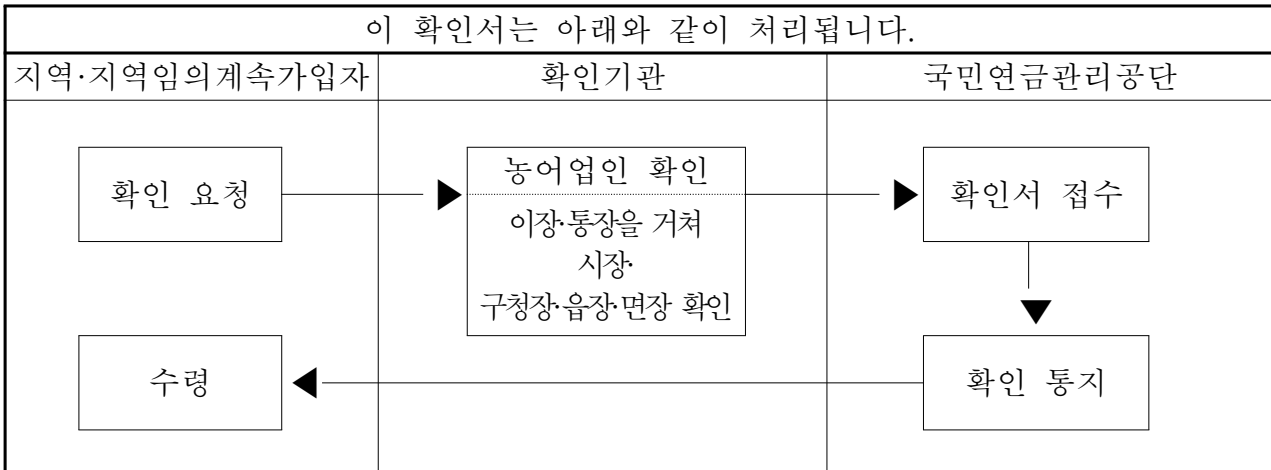 이 확인서는 아래와 같이 처리됩니다.
지역·지역임의계속가입자
확인기관
국민연금관리공단
확인 요청
농어업인 확인
이장·통장을 거쳐
시장·
구청장·읍장·면장 확인
확인서 접수
수령
확인 통지